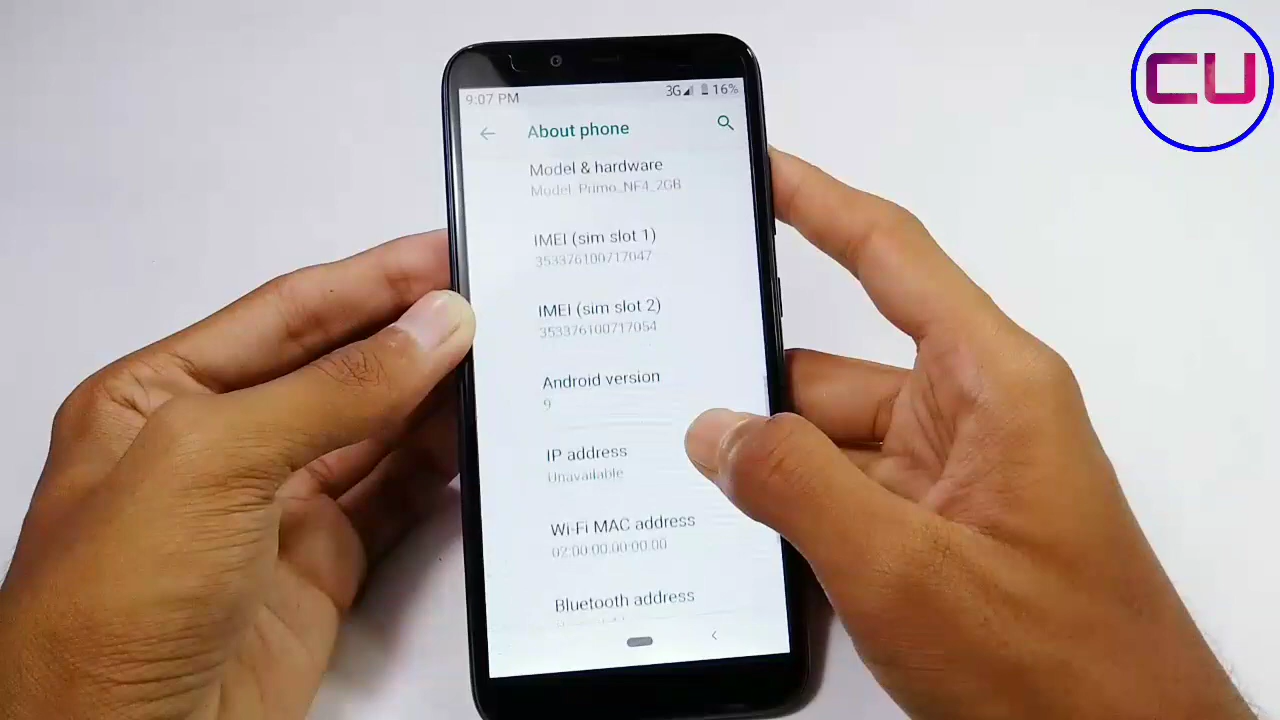 CU
9:07 PM 3G 16%
About phone
Model & hardware
Model: Primo_NF4_2GB
IMEI (sim slot 1)
353376100717047
IMEI (sim slot 2)
353376100717054
Android version
9
IP address
Unavailable
Wi-Fi MAC address
02:00:00:00:00:00
Bluetooth address